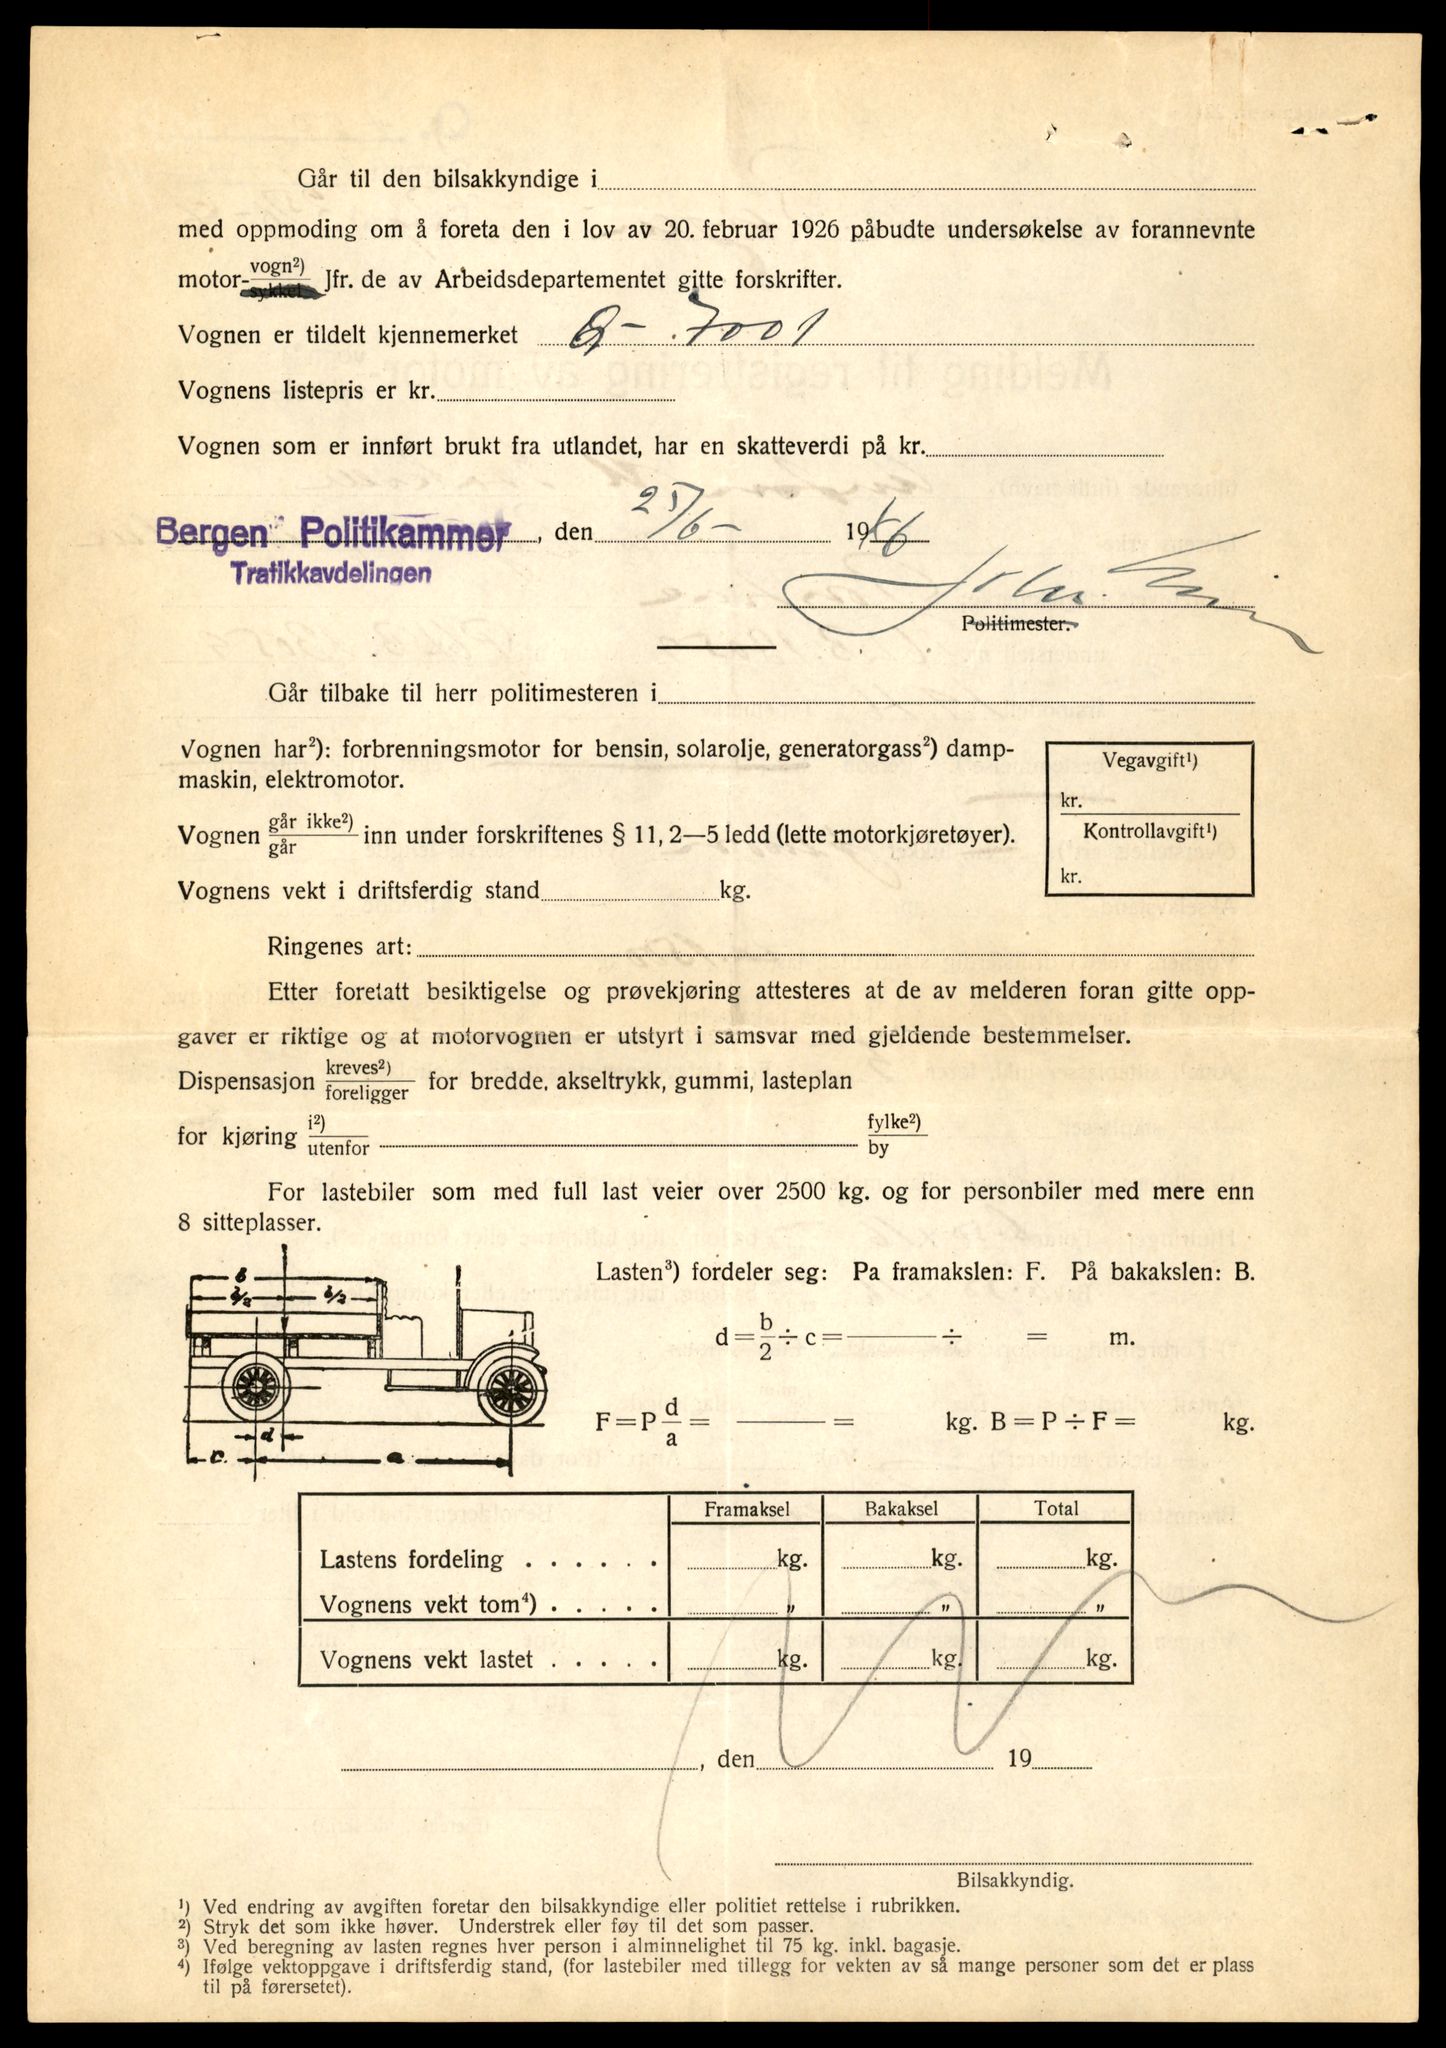 Går til den bilsakkyndige i
med oppmoding om å foreta den i lov av 20. februar 1926 påbudte undersøkelse av forannevnte
motor- vogn²) / sykkel Jfr. de av Arbeidsdepartementet gitte forskrifter.
Vognen er tildelt kjennemerket 7001
Vognens listepris er kr.
Vognen som er innført brukt fra utlandet, har en skatteverdi på kr.
Bergen Politikammer, den 25/6- 19
Trafikkavdelingen
Politimester.
Går tilbake til herr politimesteren i
Vognen har²): forbrenningsmotor for bensin, solarolje, generatorgass²) damp-
maskin, elektromotor.
Vegavgift¹)
kr.
Kontrollavgift¹)
kr.
Vognen går ikke²) / går inn under forskriftenes § 11, 2—5 ledd (lette motorkjøretøyer).
Vognens vekt i driftsferdig stand kg.
Ringenes art:
Etter foretatt besiktigelse og prøvekjøring attesteres at de av melderen foran gitte opp-
gaver er riktige og at motorvognen er utstyrt i samsvar med gjeldende bestemmelser.
Dispensasjon kreves²) / foreligger for bredde, akseltrykk, gummi, lasteplan
for kjøring i²) / utenfor fylke²) / by
For lastebiler som med full last veier over 2500 kg. og for personbiler med mere enn
8 sitteplasser.
b
b/2 b/2
d
c. a
Lasten³) fordeler seg: Pa framakslen: F. På bakakslen: B.
d = b/2 ÷ c = ——— ÷ = m.
F = P d/a = ——— = kg. B = P ÷ F = kg.
Framaksel Bakaksel Total
Lastens fordeling . . . . . . kg. kg. kg.
Vognens vekt tom⁴) . . . . . „ „ „
Vognens vekt lastet . . . . . kg. kg. kg.
, den 19
Bilsakkyndig.
¹) Ved endring av avgiften foretar den bilsakkyndige eller politiet rettelse i rubrikken.
²) Stryk det som ikke høver. Understrek eller føy til det som passer.
³) Ved beregning av lasten regnes hver person i alminnelighet til 75 kg. inkl. bagasje.
⁴) Ifølge vektoppgave i driftsferdig stand, (for lastebiler med tillegg for vekten av så mange personer som det er plass
til på førersetet).